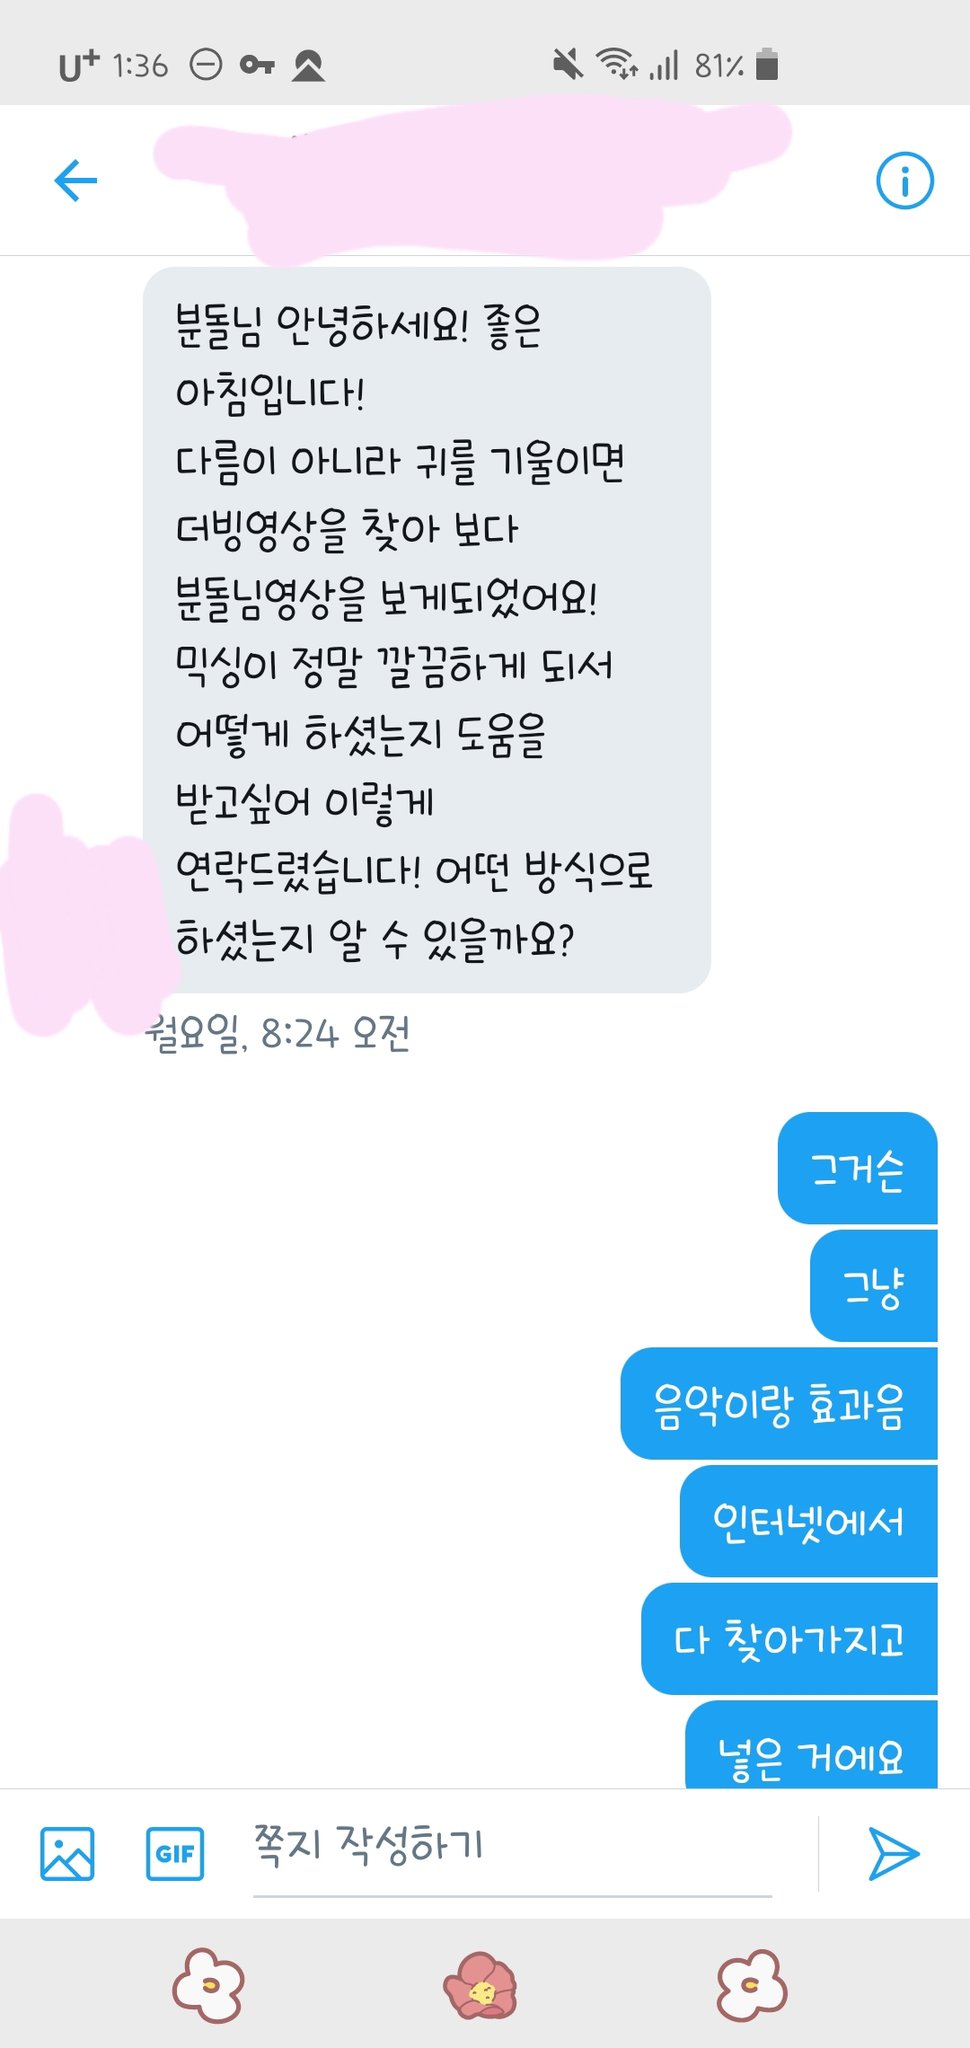 U+ 1:36 81%
분돌님 안녕하세요! 좋은
아침입니다!
다름이 아니라 귀를 기울이면
더빙영상을 찾아 보다
분돌님영상을 보게되었어요!
믹싱이 정말 깔끔하게 되서
어떻게 하셨는지 도움을
받고싶어 이렇게
연락드렸습니다! 어떤 방식으로
하셨는지 알 수 있을까요?
월요일, 8:24 오전
그거슨
그냥
음악이랑 효과음
인터넷에서
다 찾아가지고
넣은 거에요
GIF
쪽지 작성하기